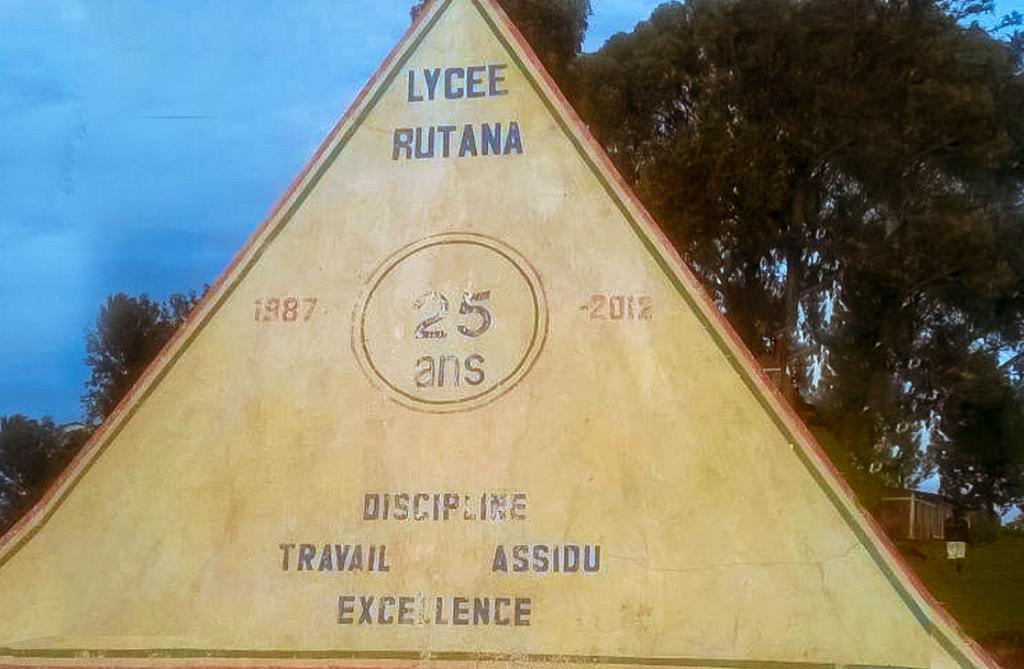 LYCEE
RUTANA
1987- 25 -2012
ans
DISCIPLINE
TRAVAIL ASSIDU
EXCELLENCE